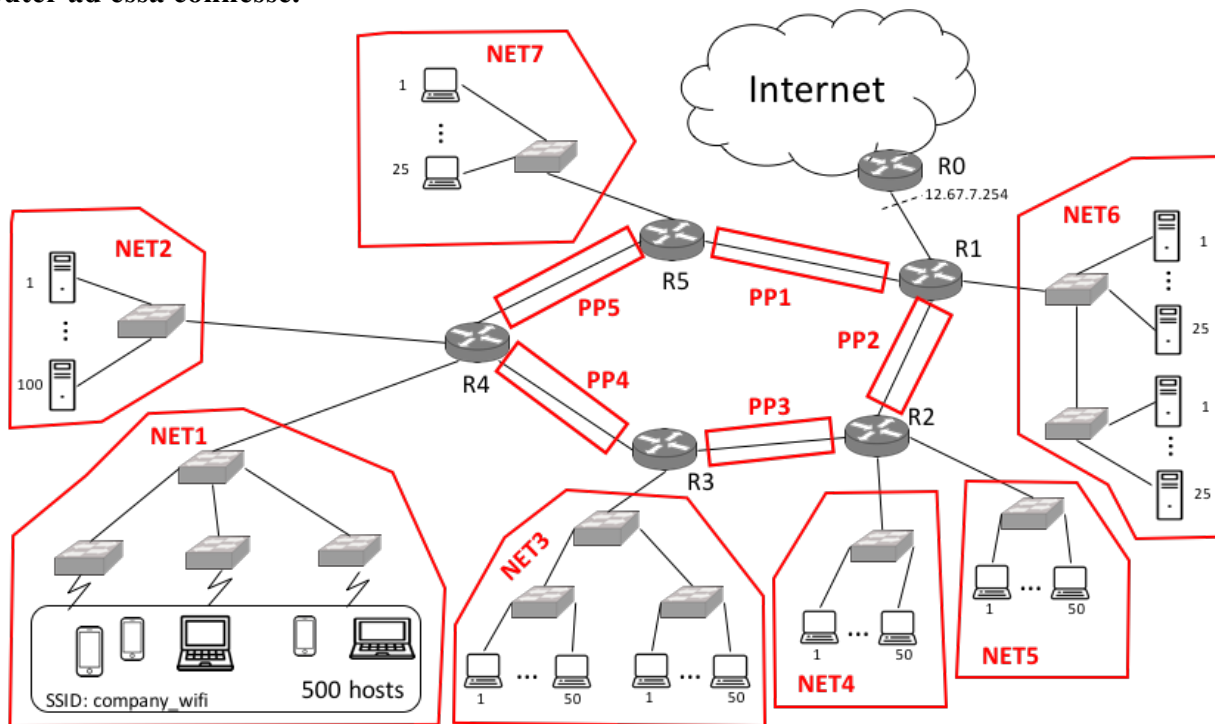 outer ad essa connesse.
NET7
1
25
Internet
R0
12.67.7.254
NET6
1
25
1
25
NET2
1
100
R5
PP1
R1
PP5
PP2
R4
PP4
PP3
R2
R3
NET1
SSID: company_wifi
500 hosts
NET3
1
50
1
50
NET4
1
50
NET5
1
50